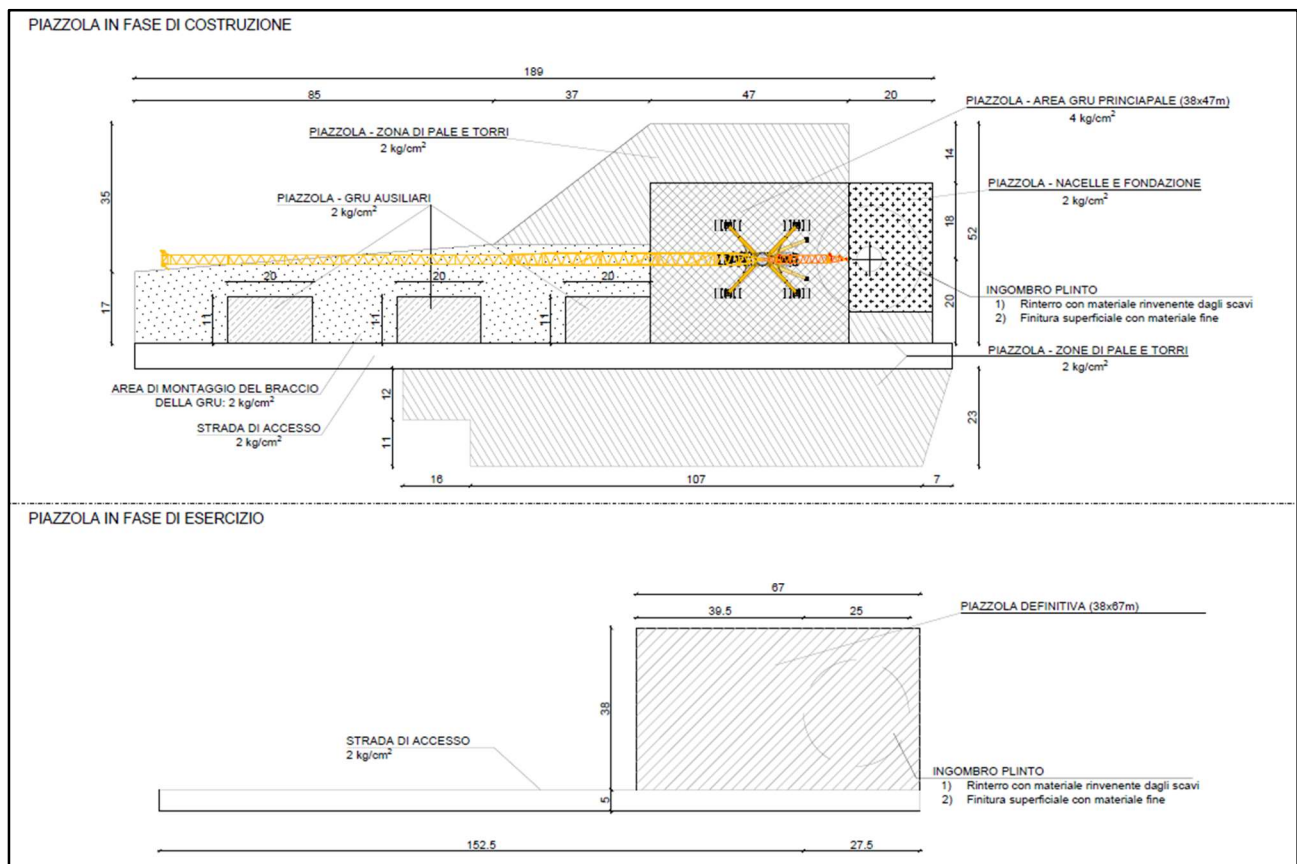 PIAZZOLA IN FASE DI COSTRUZIONE
189
85
37
47
20
PIAZZOLA - AREA GRU PRINCIAPALE (38x47m)
4 kg/cm²
PIAZZOLA - ZONA DI PALE E TORRI
2 kg/cm²
14
35
PIAZZOLA - NACELLE E FONDAZIONE
2 kg/cm²
PIAZZOLA - GRU AUSILIARI
2 kg/cm²
18
52
20
20
20
INGOMBRO PLINTO
1) Rinterro con materiale rinvenente dagli scavi
2) Finitura superficiale con materiale fine
17
11
11
11
20
PIAZZOLA - ZONE DI PALE E TORRI
2 kg/cm²
AREA DI MONTAGGIO DEL BRACCIO
DELLA GRU: 2 kg/cm²
12
STRADA DI ACCESSO
2 kg/cm²
11
23
16
107
7
PIAZZOLA IN FASE DI ESERCIZIO
67
39.5
25
PIAZZOLA DEFINITIVA (38x67m)
38
STRADA DI ACCESSO
2 kg/cm²
INGOMBRO PLINTO
1) Rinterro con materiale rinvenente dagli scavi
2) Finitura superficiale con materiale fine
5
152.5
27.5